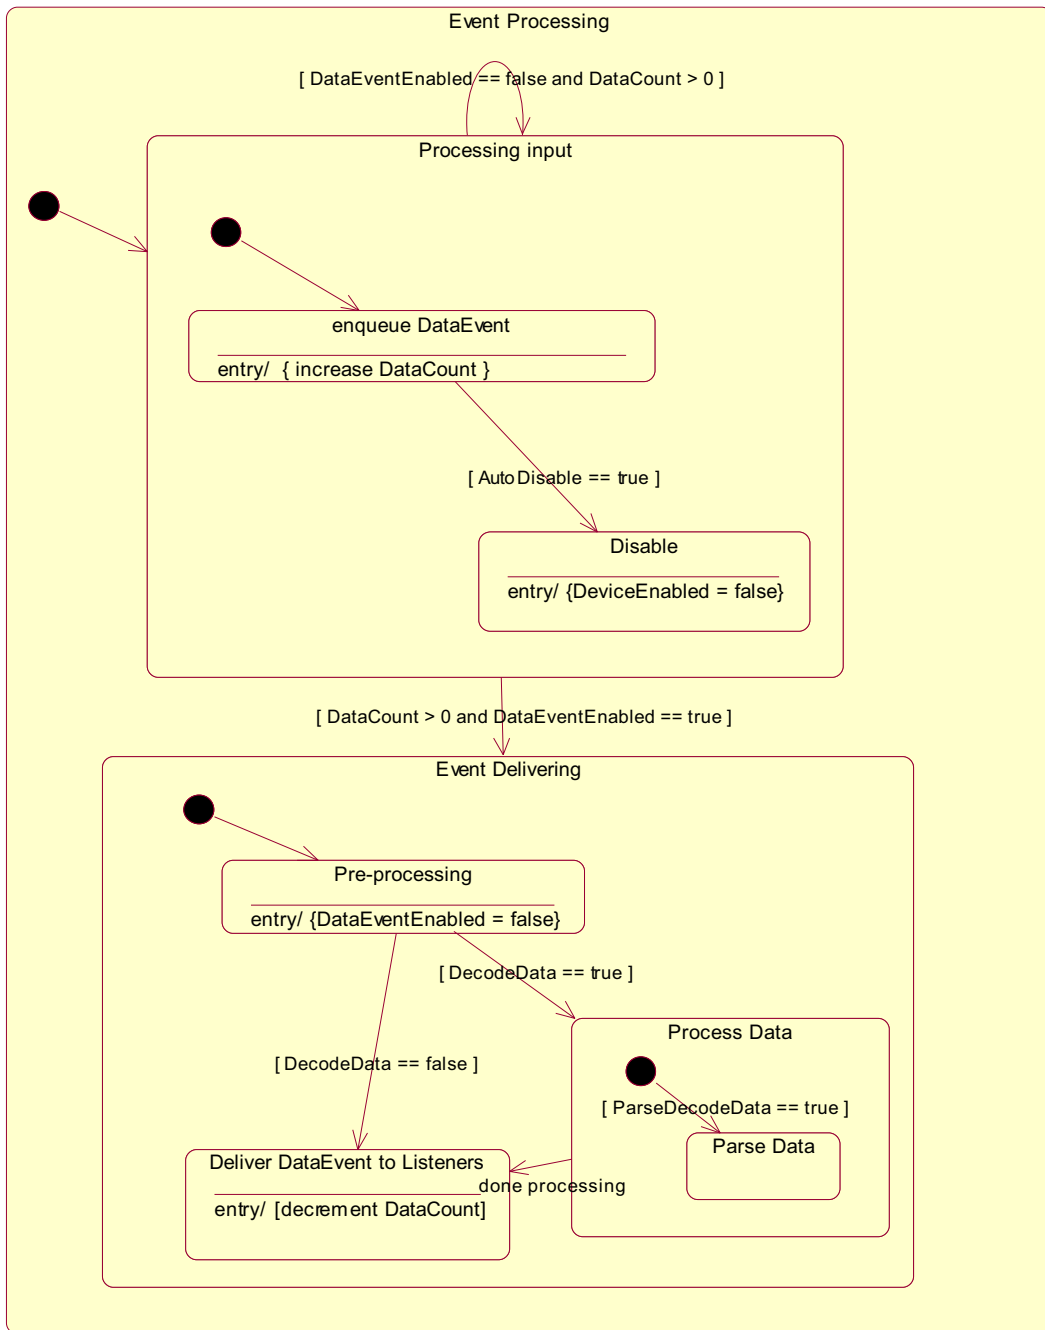 Event Processing
[ DataEventEnabled == false and DataCount > 0 ]
Processing input
enqueue DataEvent
entry/ { increase DataCount }
[ AutoDisable == true ]
Disable
entry/ {DeviceEnabled = false}
[ DataCount > 0 and DataEventEnabled == true ]
Event Delivering
Pre-processing
entry/ {DataEventEnabled = false}
[ DecodeData == true ]
Process Data
[ DecodeData == false ]
[ ParseDecodeData == true ]
Parse Data
Deliver DataEvent to Listeners
done processing
entry/ [decrement DataCount]